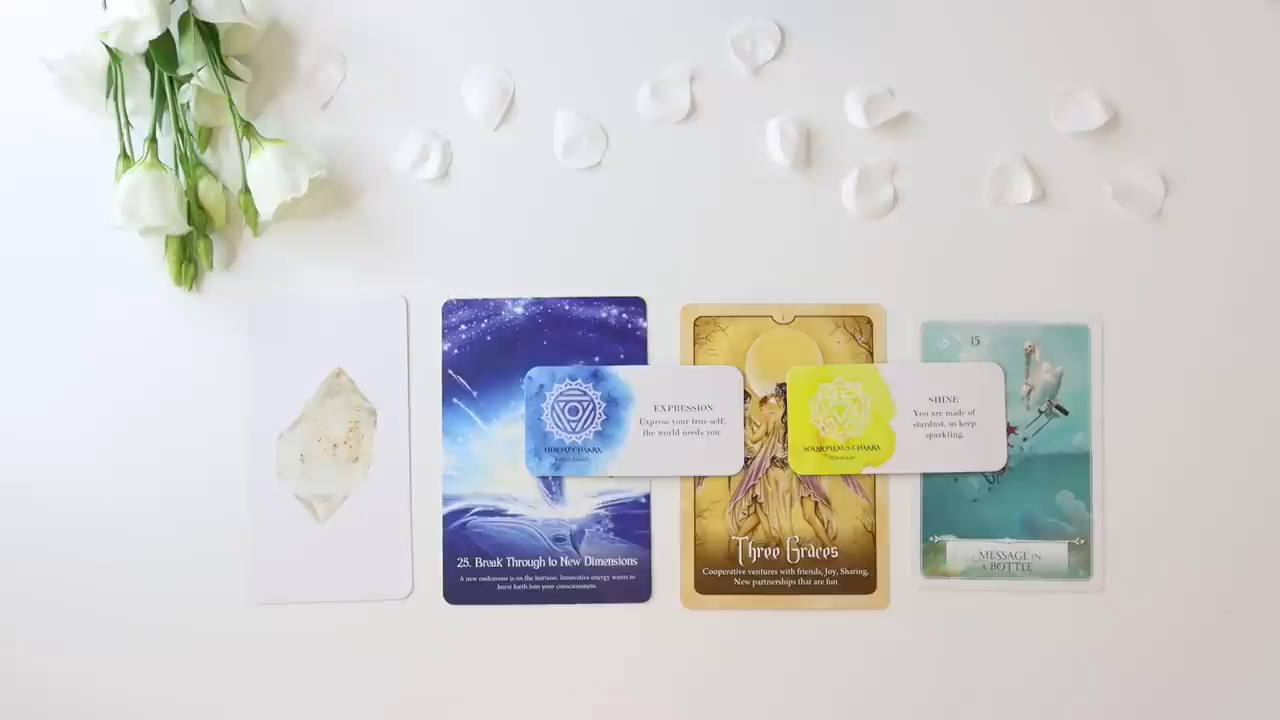 25. Break Through to New Dimensions
A new endeavour is on the horizon. Innovative energy wants to
burst forth into your consciousness.
THROAT CHAKRA
EXPRESSION
Express your true self,
the world needs you.
Three Graces
Cooperative ventures with friends, Joy, Sharing,
New partnerships that are fun
SOLAR PLEXUS CHAKRA
SHINE
You are made of
stardust, so keep
sparkling.
15
MESSAGE IN
A BOTTLE